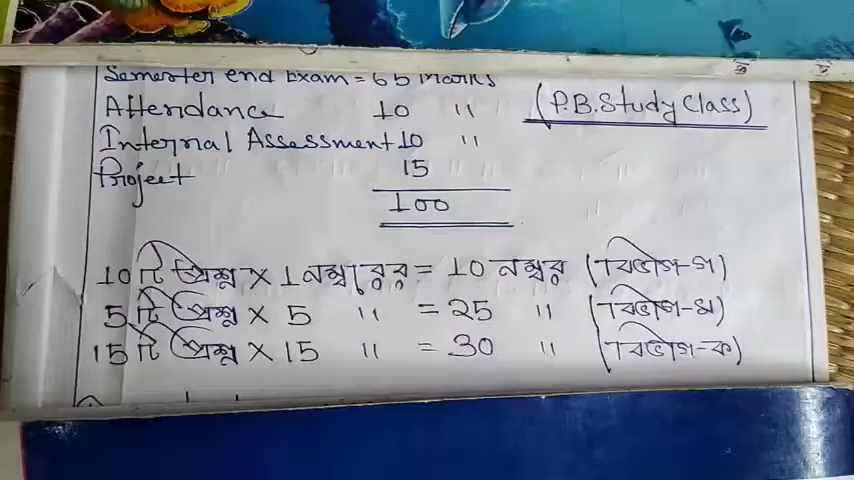 Semester end Exam = 65 Marks
Attendance 10 "
(P.B. Study Class)
Internal Assessment 10 "
Project 15
100
10 টি প্রশ্ন × 1 নম্বরের = 10 নম্বর (বিভাগ-গ)
5 টি প্রশ্ন × 5 " = 25 " (বিভাগ-খ)
15 টি প্রশ্ন × 15 " = 30 " (বিভাগ-ক)